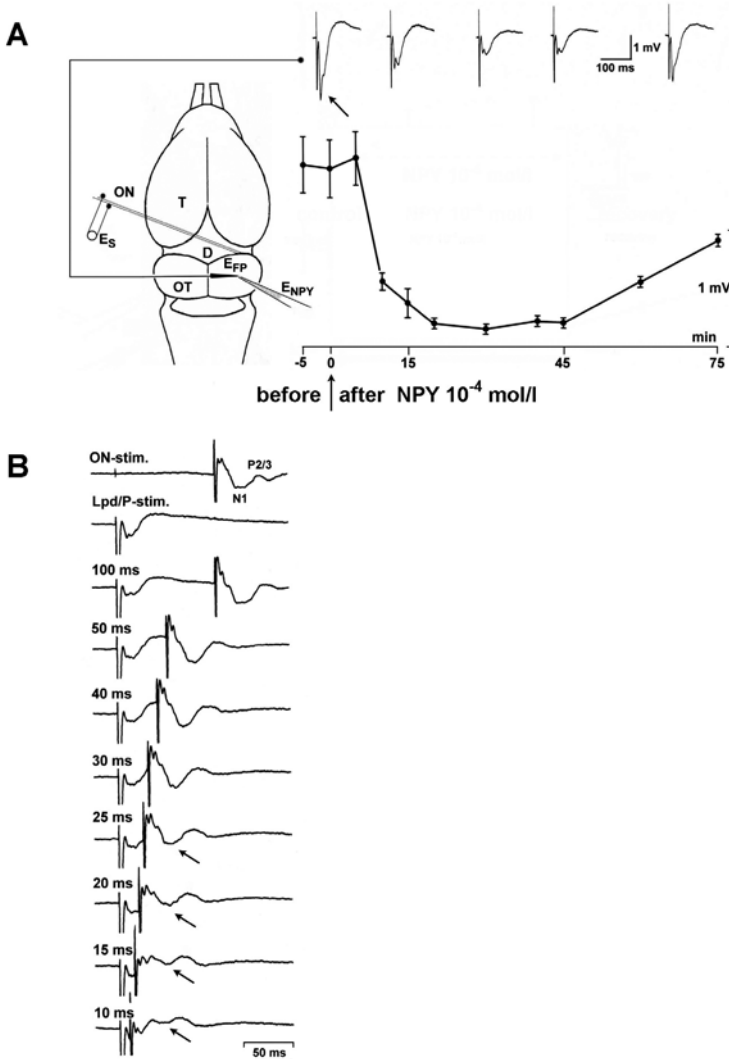 A
1 mV
100 ms
ON
T
ES
D
EFP
OT
ENPY
1 mV
min
-5 0 15 45 75
before after NPY 10-4 mol/l
B
ON-stim.
P2/3
N1
Lpd/P-stim.
100 ms
50 ms
40 ms
30 ms
25 ms
20 ms
15 ms
10 ms
50 ms